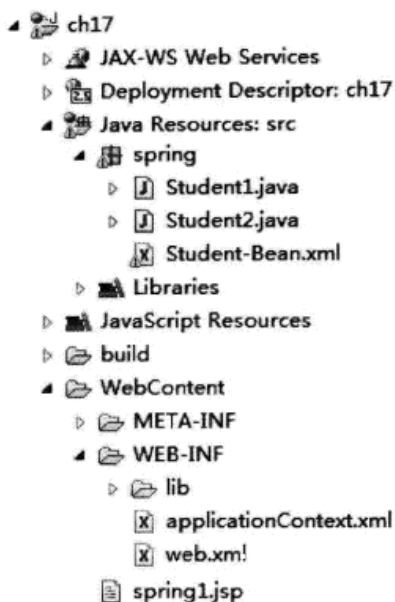 ch17
JAX-WS Web Services
Deployment Descriptor: ch17
Java Resources: src
spring
Student1.java
Student2.java
Student-Bean.xml
Libraries
JavaScript Resources
build
WebContent
META-INF
WEB-INF
lib
applicationContext.xml
web.xm!
spring1.jsp